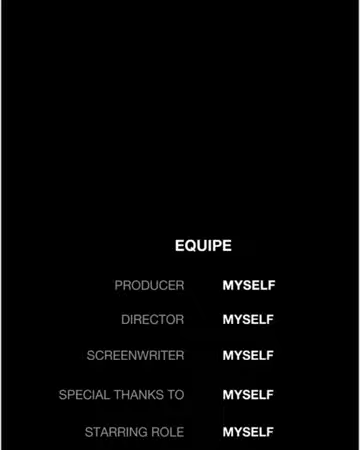 EQUIPE
PRODUCER MYSELF
DIRECTOR MYSELF
SCREENWRITER MYSELF
SPECIAL THANKS TO MYSELF
STARRING ROLE MYSELF